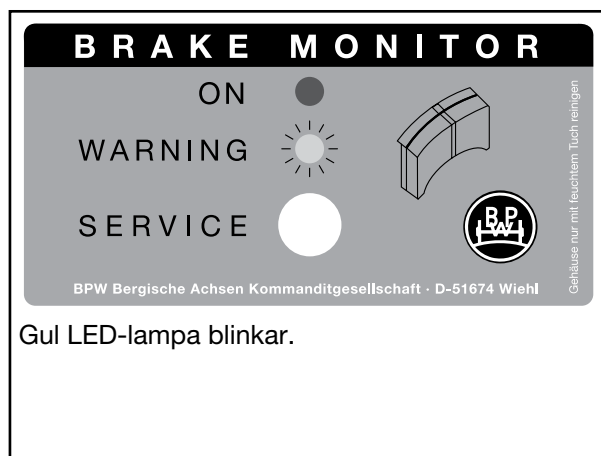 BRAKE MONITOR
ON
WARNING
SERVICE
BPW
Gehäuse nur mit feuchtem Tuch reinigen
BPW Bergische Achsen Kommanditgesellschaft · D-51674 Wiehl
Gul LED-lampa blinkar.